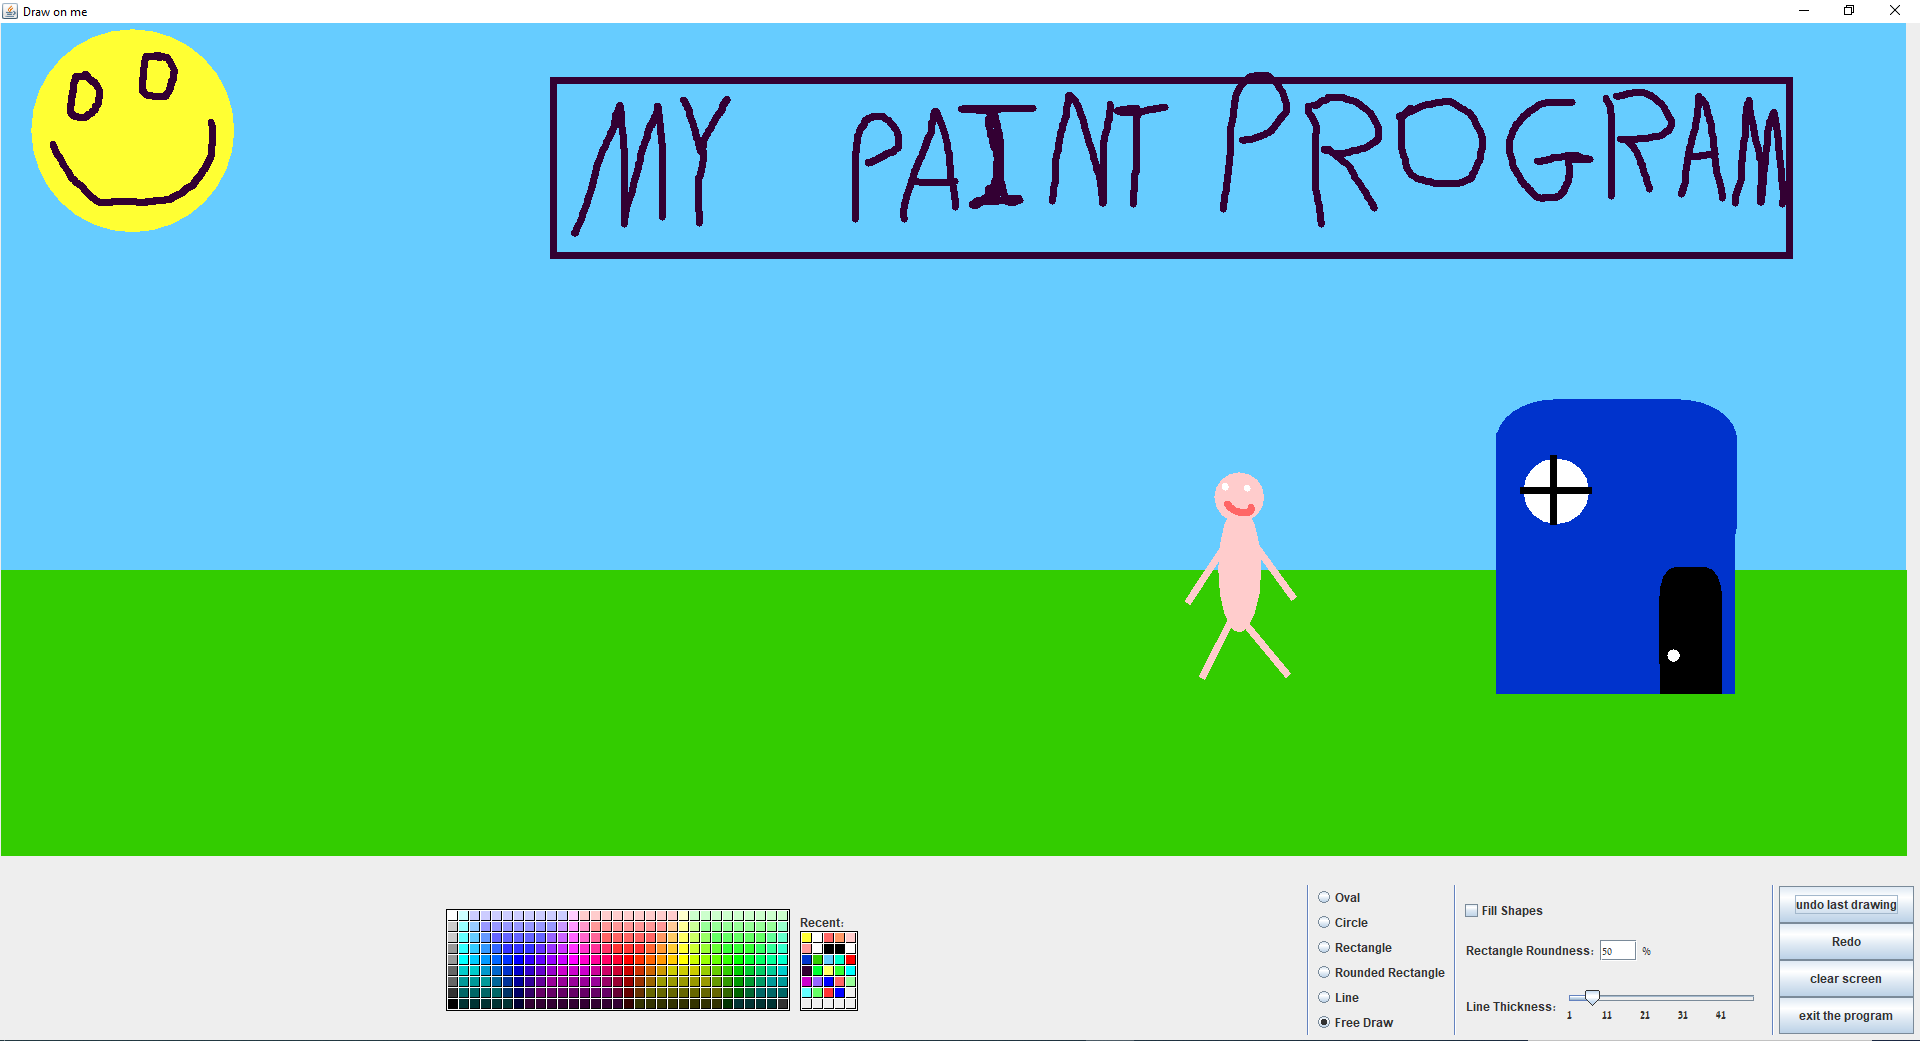 Draw on me
MY PAINT PROGRAM
Recent:
Oval
Circle
Rectangle
Rounded Rectangle
Line
Free Draw
Fill Shapes
Rectangle Roundness: 50 %
Line Thickness:
1 11 21 31 41
undo last drawing
Redo
clear screen
exit the program